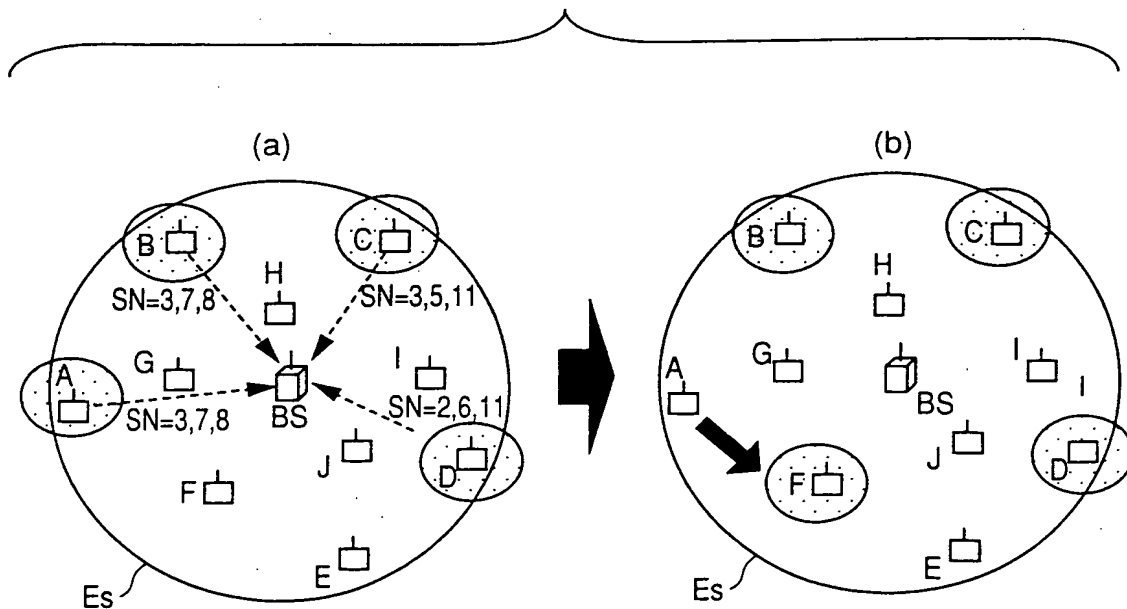 (a)
B
C
H
SN=3,7,8
SN=3,5,11
A
G
I
BS
SN=3,7,8
SN=2,6,11
J
D
F
E
Es
(b)
B
C
H
A
G
I
I
BS
J
D
F
E
Es